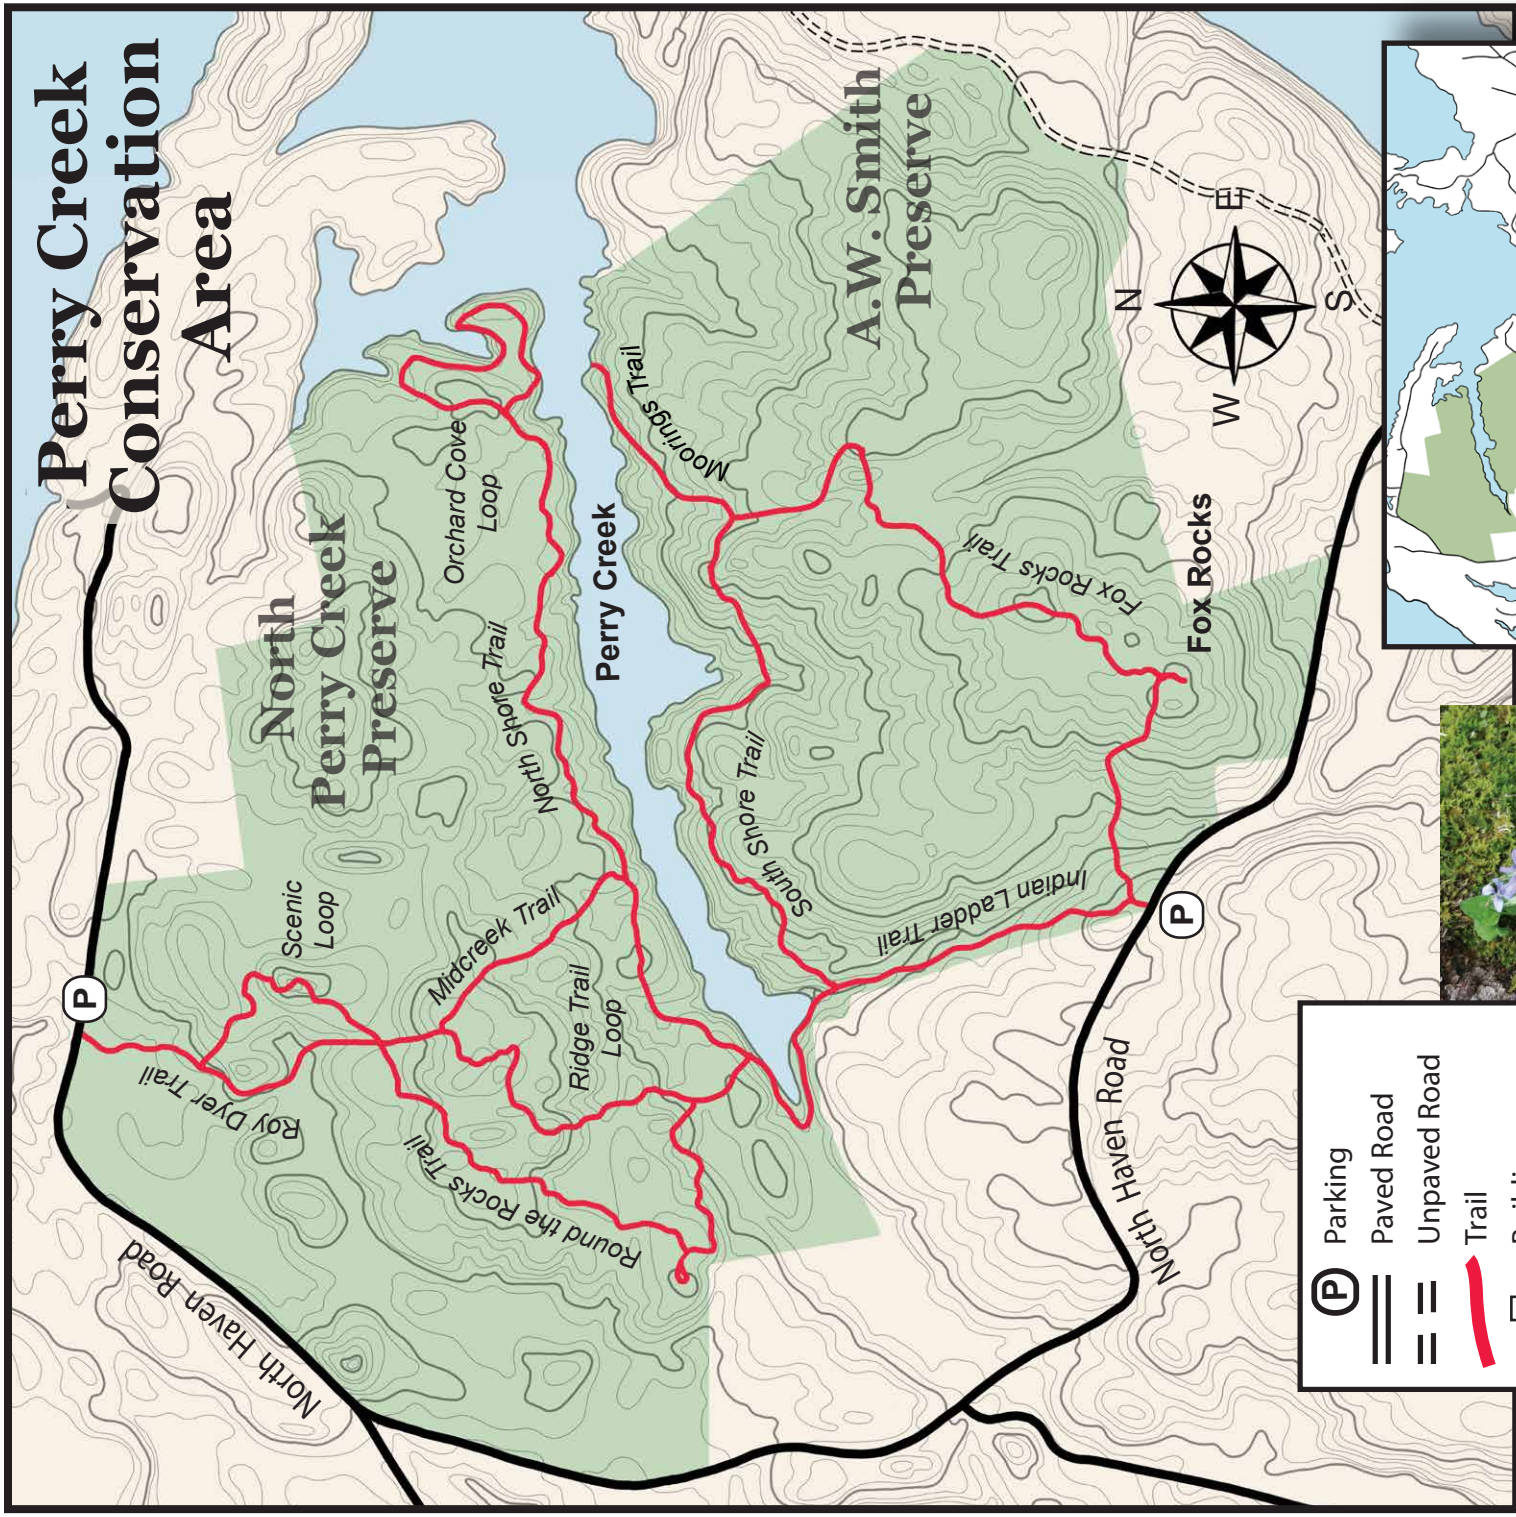 Perry Creek
Conservation
Area
North
Perry Creek
Preserve
A.W. Smith
Preserve
Orchard Cove
Loop
Scenic
Loop
North Shore Trail
Perry Creek
Moorings Trail
Midcreek Trail
Ridge Trail
Loop
Roy Dyer Trail
Round the Rocks Trail
South Shore Trail
Indian Ladder Trail
Fox Rocks Trail
Fox Rocks
North Haven Road
North Haven Road
P
P
N
E
S
W
P Parking
Paved Road
Unpaved Road
Trail